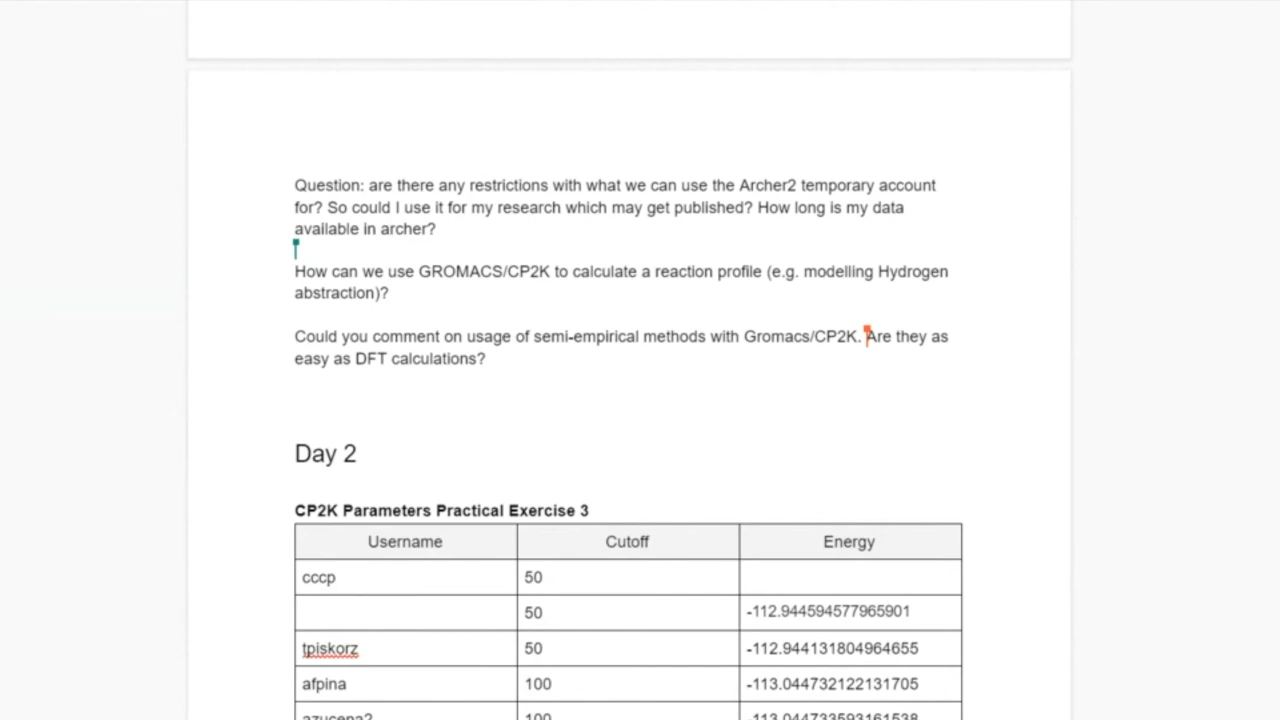 Question: are there any restrictions with what we can use the Archer2 temporary account
for? So could I use it for my research which may get published? How long is my data
available in archer?
How can we use GROMACS/CP2K to calculate a reaction profile (e.g. modelling Hydrogen
abstraction)?
Could you comment on usage of semi-empirical methods with Gromacs/CP2K. Are they as
easy as DFT calculations?
Day 2
CP2K Parameters Practical Exercise 3
Username Cutoff Energy
cccp 50
50 -112.944594577965901
tpiskorz 50 -112.944131804964655
afpina 100 -113.044732122131705
azucena2 100 -113.044733593161538